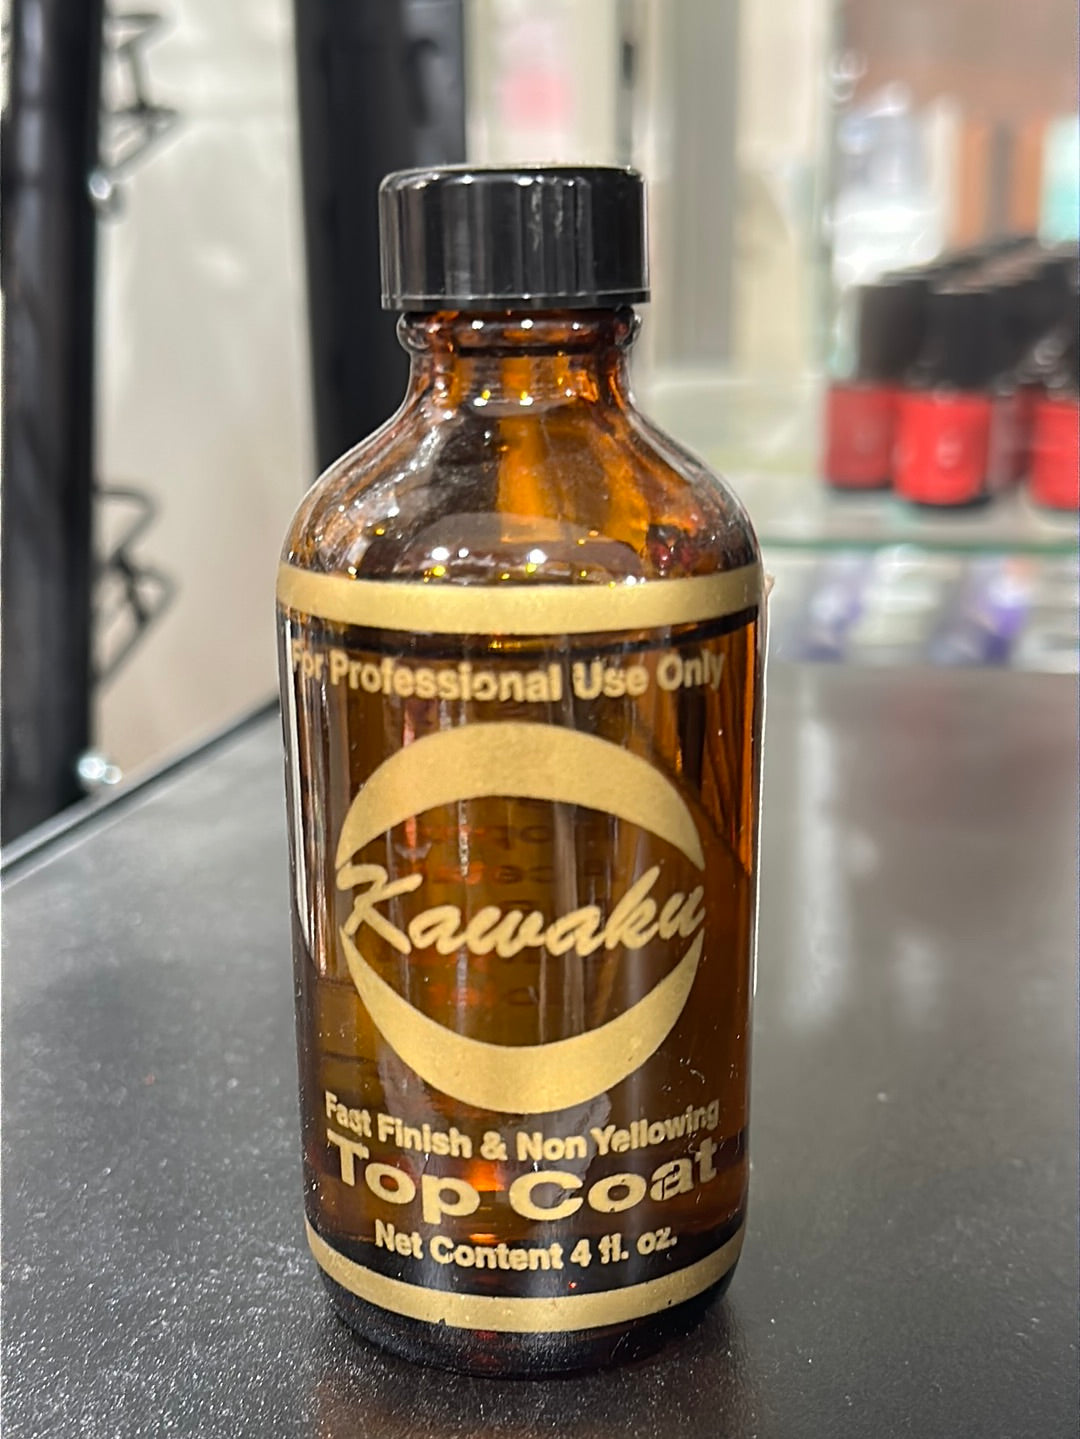 For Professional Use Only
Kawaku
Fast Finish & Non Yellowing
Top Coat
Net Content 4 fl. oz.